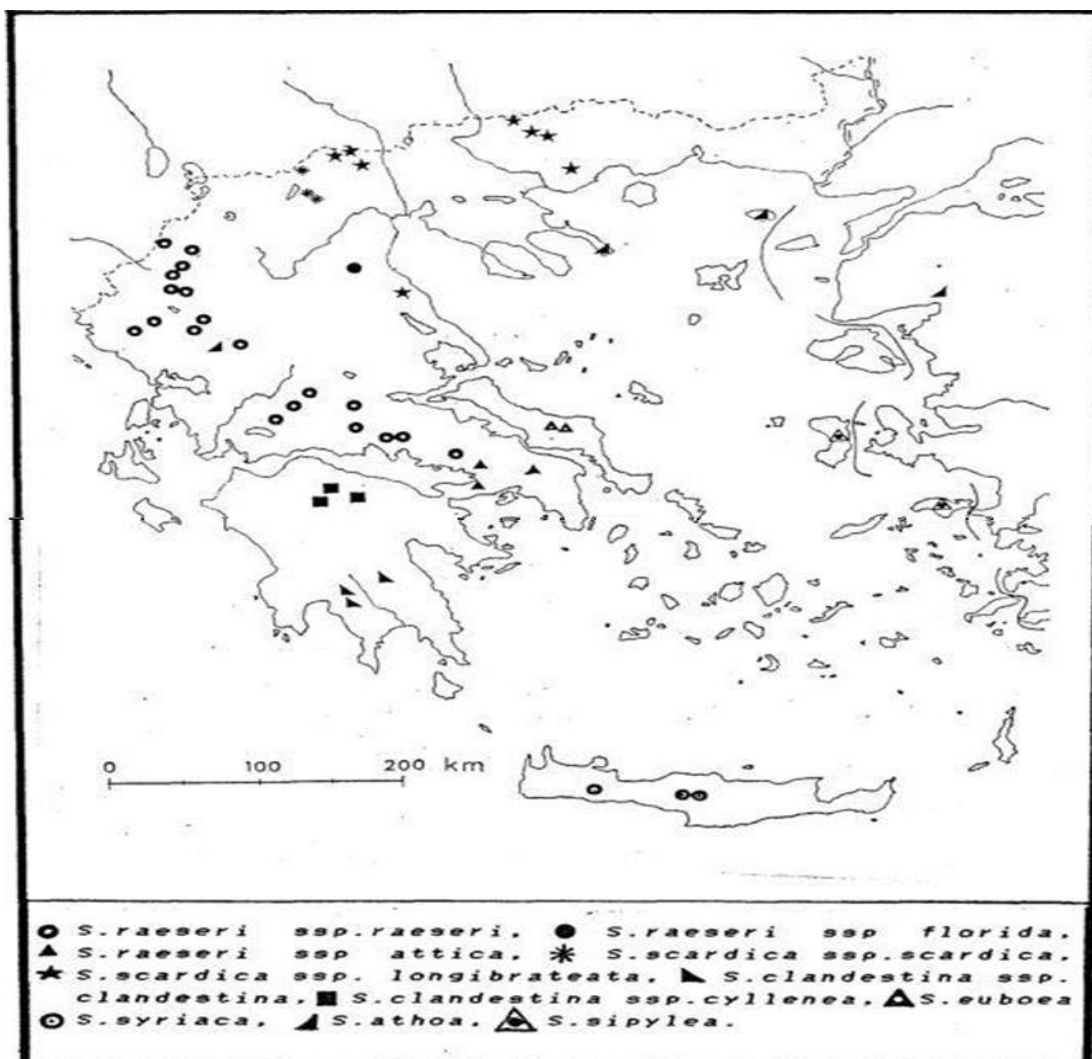 0 100 200 km
S.raeseri ssp.raeseri, S.raeseri ssp florida,
S.raeseri ssp attica, S.scardica ssp.scardica,
S.scardica ssp. longibrateata, S.clandestina ssp.
clandestina, S.clandestina ssp.cyllenea, S.euboea
S.syriaca, S.athoa, S.sipylea.